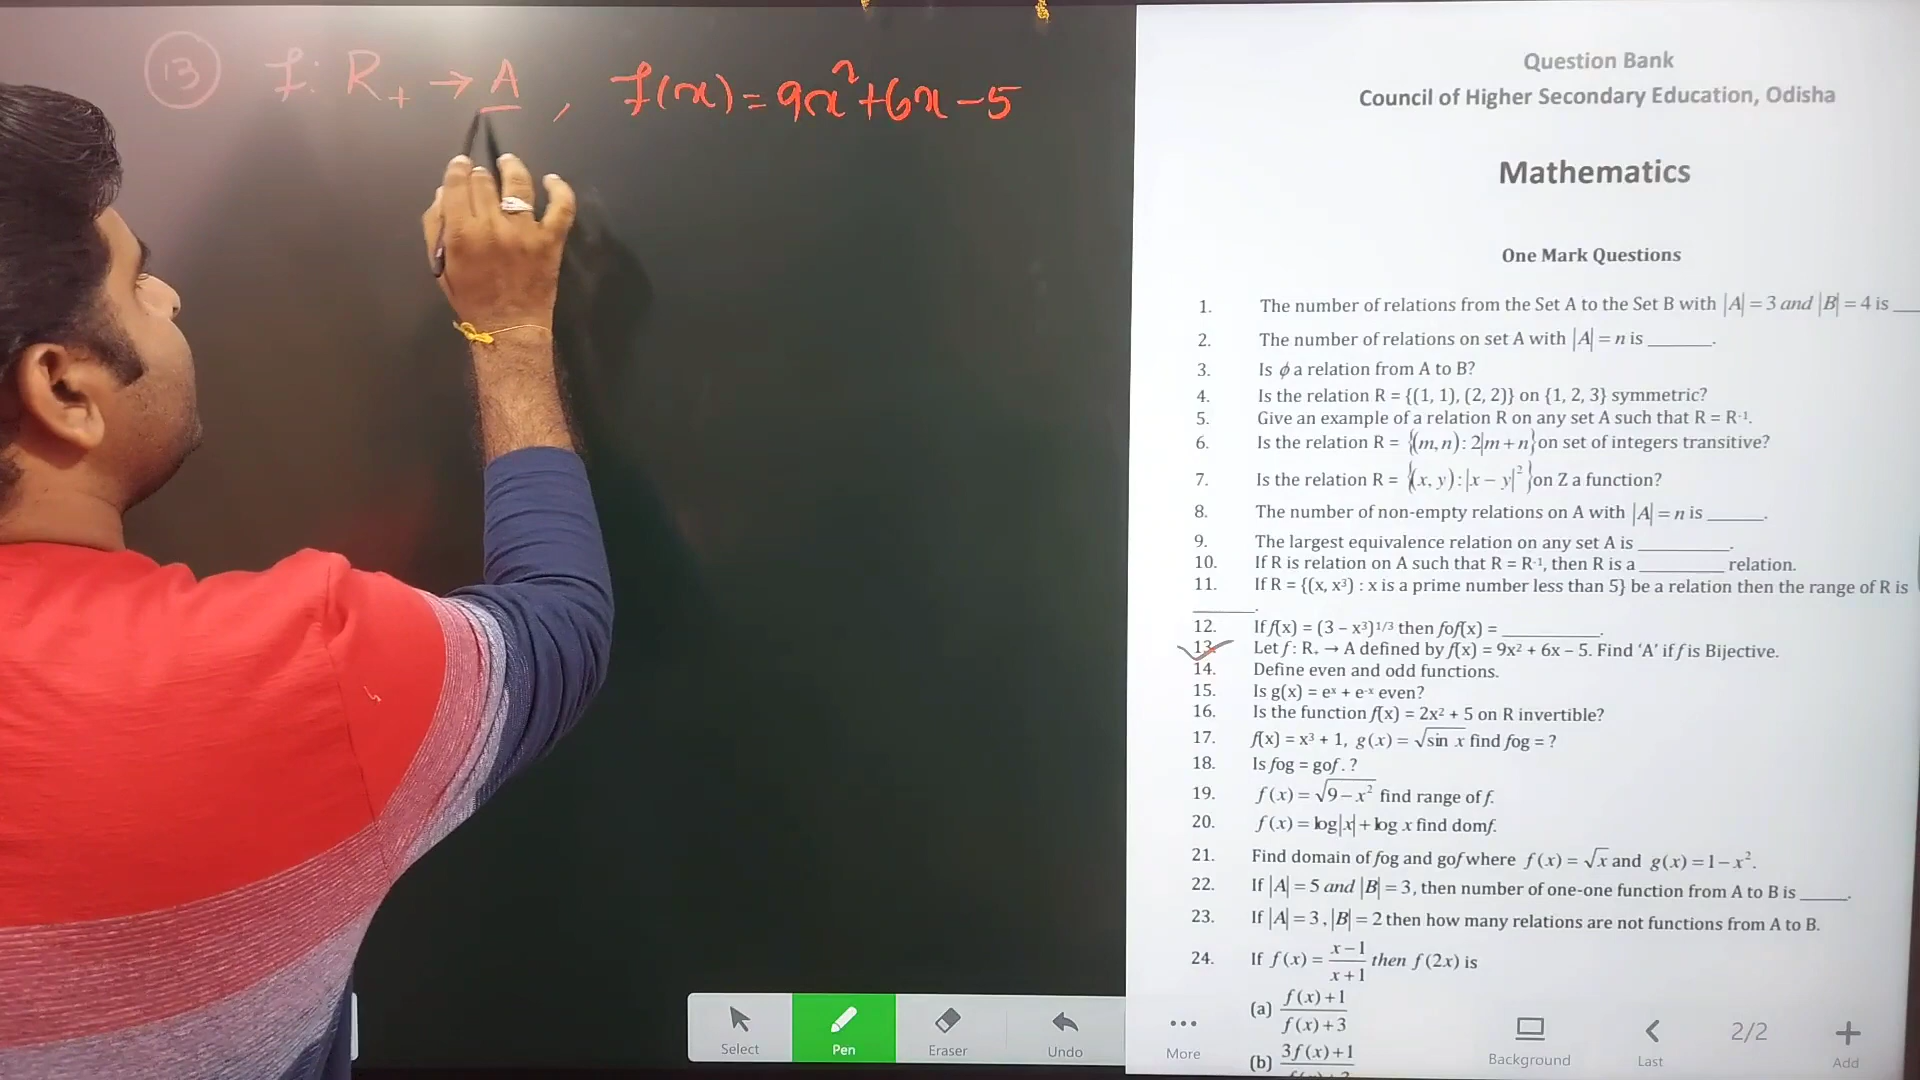 13 f: R₊ → A , f(x) = 9x²+6x−5
Question Bank
Council of Higher Secondary Education, Odisha
Mathematics
One Mark Questions
1. The number of relations from the Set A to the Set B with |A| = 3 and |B| = 4 is ___
2. The number of relations on set A with |A| = n is _______.
3. Is ϕ a relation from A to B?
4. Is the relation R = {(1, 1), (2, 2)} on {1, 2, 3} symmetric?
5. Give an example of a relation R on any set A such that R = R⁻¹.
6. Is the relation R = {(m, n) : 2|m + n} on set of integers transitive?
7. Is the relation R = {(x, y) : |x − y|²} on Z a function?
8. The number of non-empty relations on A with |A| = n is ______.
9. The largest equivalence relation on any set A is __________.
10. If R is relation on A such that R = R⁻¹, then R is a _________ relation.
11. If R = {(x, x³) : x is a prime number less than 5} be a relation then the range of R is
_______.
12. If f(x) = (3 – x³)¹/³ then fof(x) = ___________.
13. Let f : R₊ → A defined by f(x) = 9x² + 6x – 5. Find ‘A’ if f is Bijective.
14. Define even and odd functions.
15. Is g(x) = eˣ + e⁻ˣ even?
16. Is the function f(x) = 2x² + 5 on R invertible?
17. f(x) = x³ + 1, g(x) = √sin x find fog = ?
18. Is fog = gof . ?
19. f(x) = √9 − x² find range of f.
20. f(x) = log|x| + log x find domf.
21. Find domain of fog and gof where f(x) = √x and g(x) = 1 − x².
22. If |A| = 5 and |B| = 3, then number of one-one function from A to B is _____.
23. If |A| = 3, |B| = 2 then how many relations are not functions from A to B.
24. If f(x) = (x − 1)/(x + 1) then f(2x) is
(a) (f(x) + 1)/(f(x) + 3)
(b) 3f(x) + 1
Select Pen Eraser Undo
More Background Last 2/2 Add